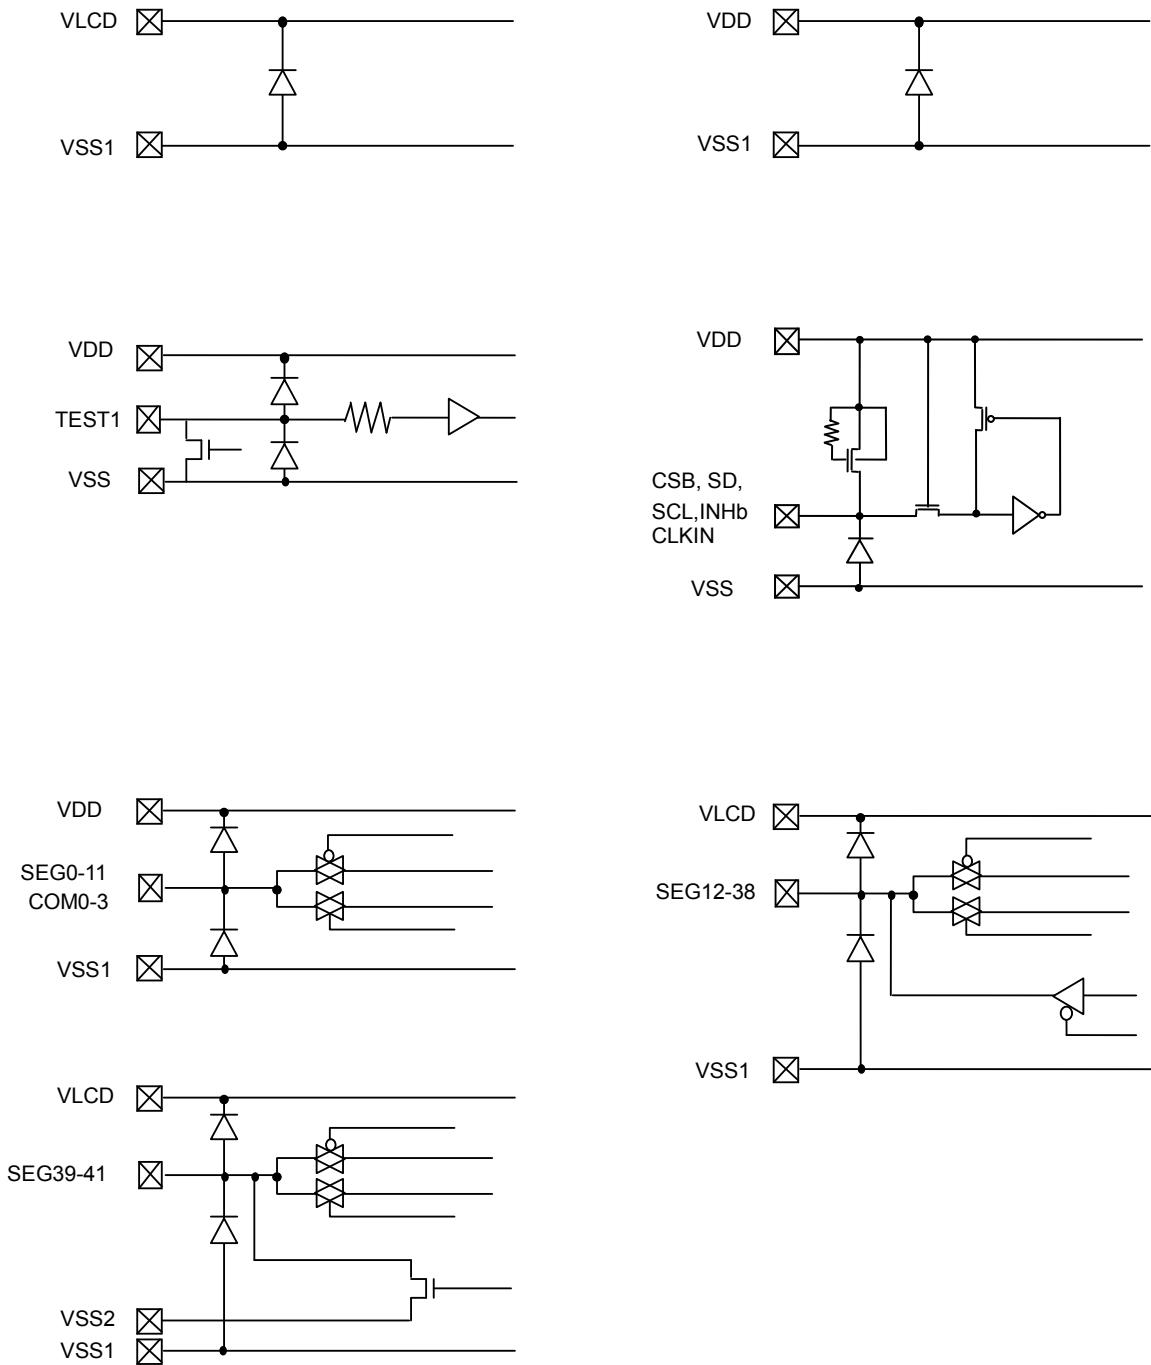 VLCD
VSS1
VDD
VSS1
VDD
TEST1
VSS
VDD
CSB, SD,
SCL,INHb
CLKIN
VSS
VDD
SEG0-11
COM0-3
VSS1
VLCD
SEG12-38
VSS1
VLCD
SEG39-41
VSS2
VSS1